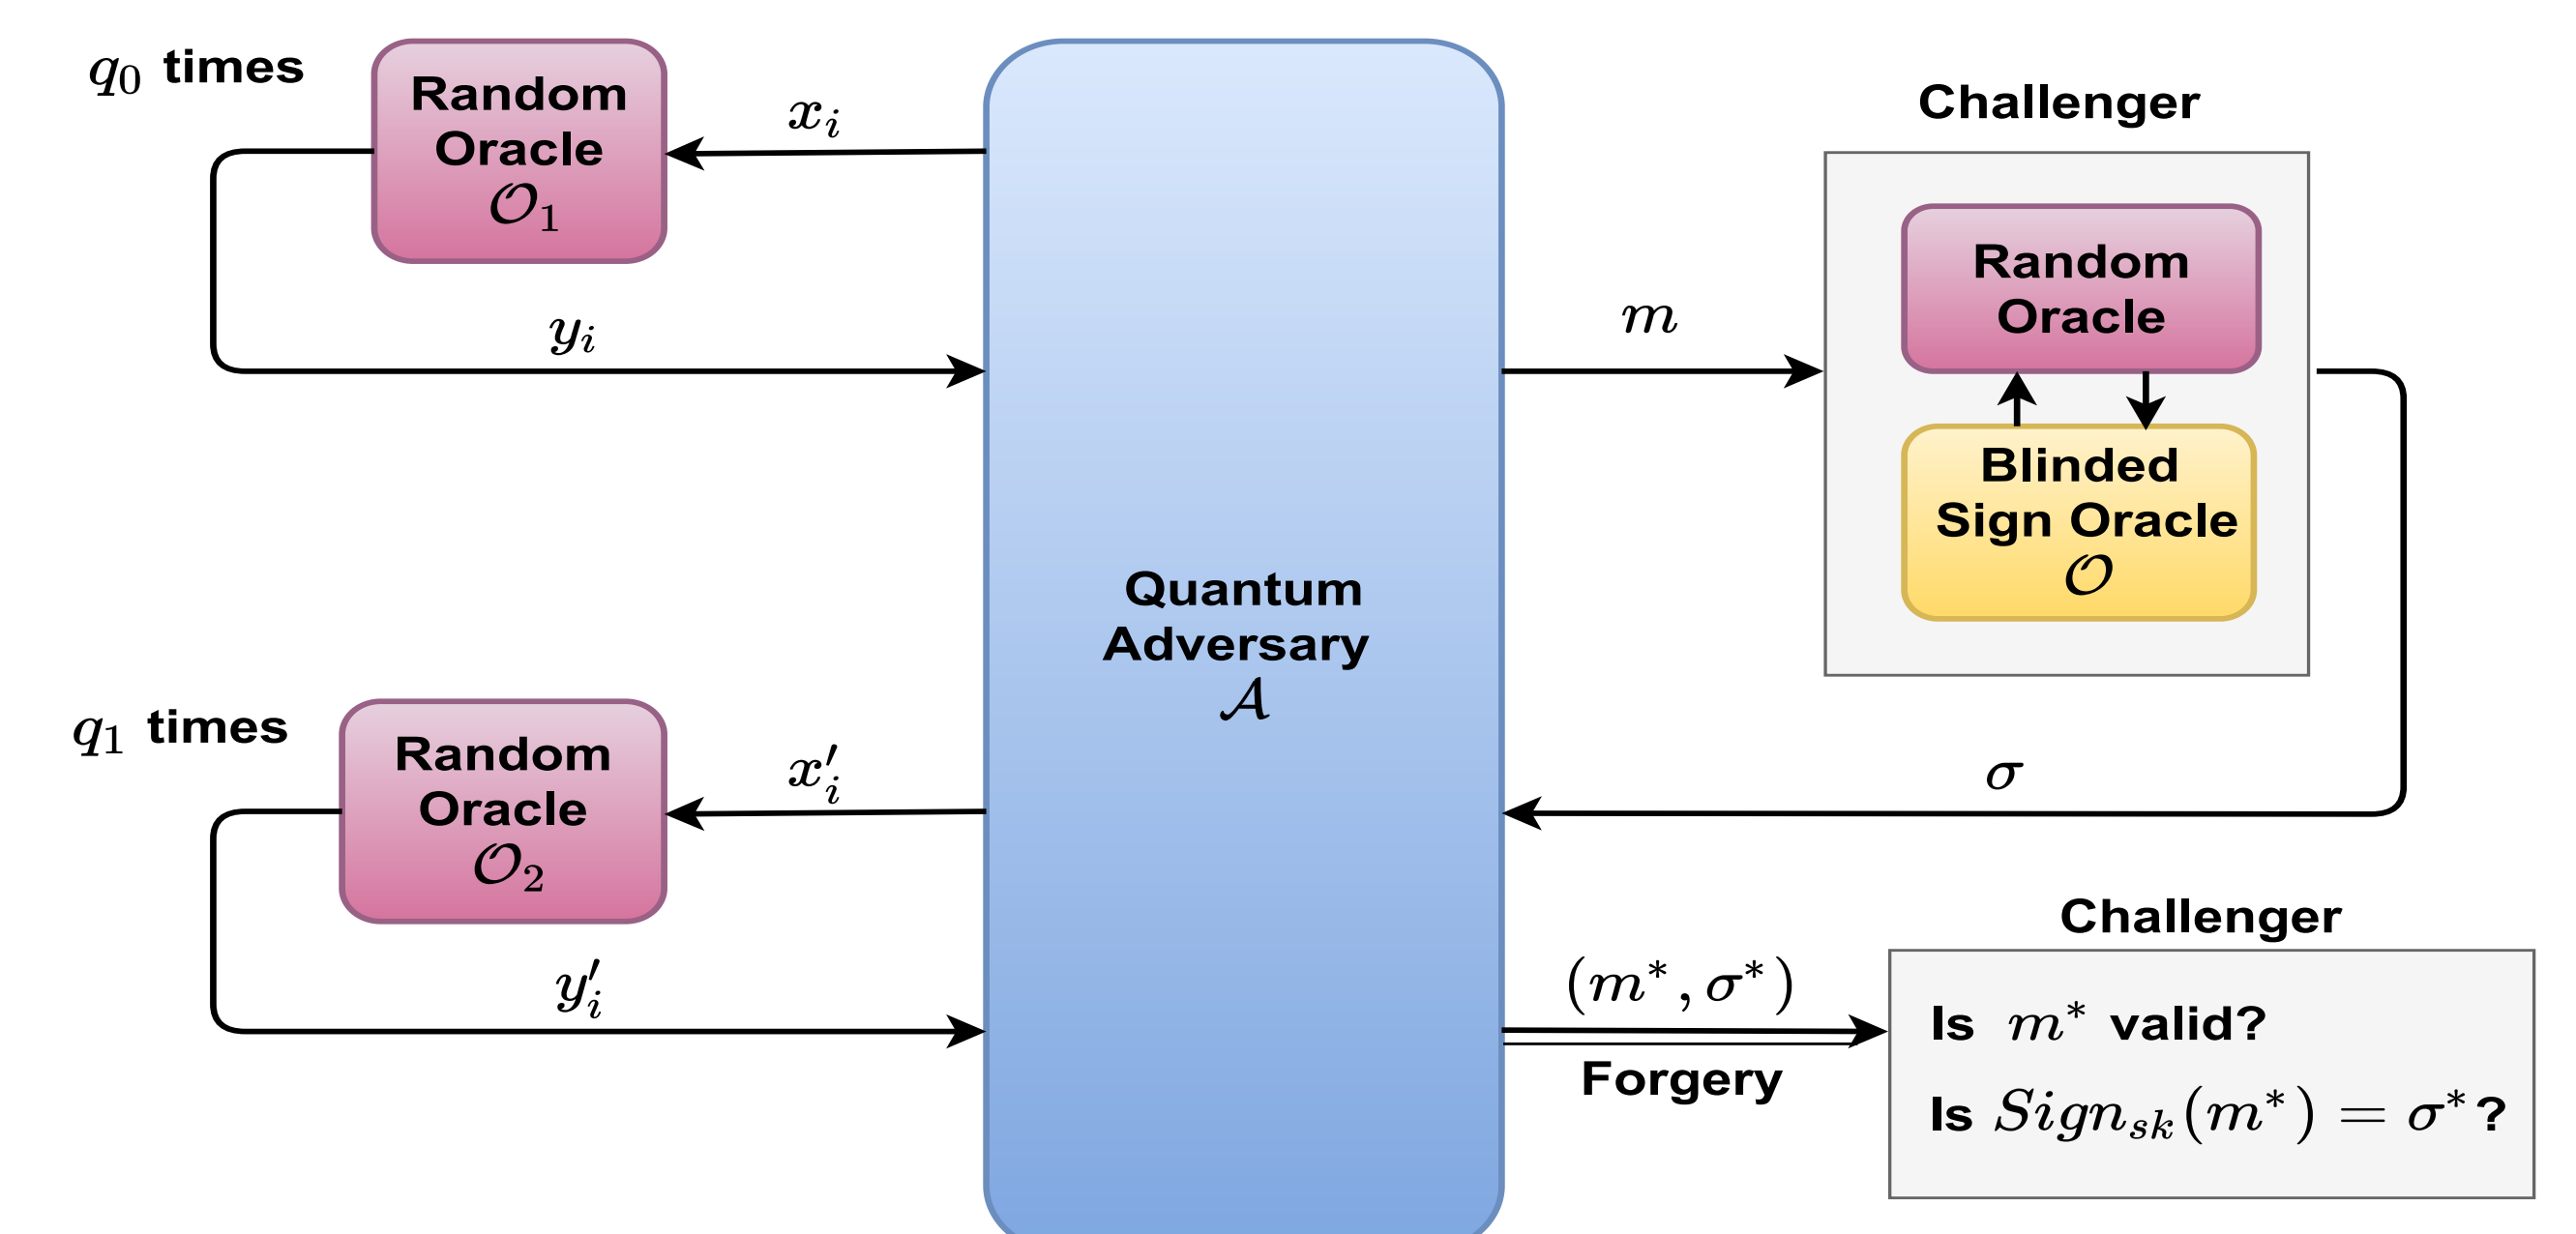 q₀ times
Random
Oracle
𝒪₁
xᵢ
yᵢ
Challenger
Random
Oracle
Blinded
Sign Oracle
𝒪
m
σ
Quantum
Adversary
𝒜
q₁ times
Random
Oracle
𝒪₂
x′ᵢ
y′ᵢ
(m*, σ*)
Forgery
Challenger
Is m* valid?
Is Signₛₖ(m*) = σ*?